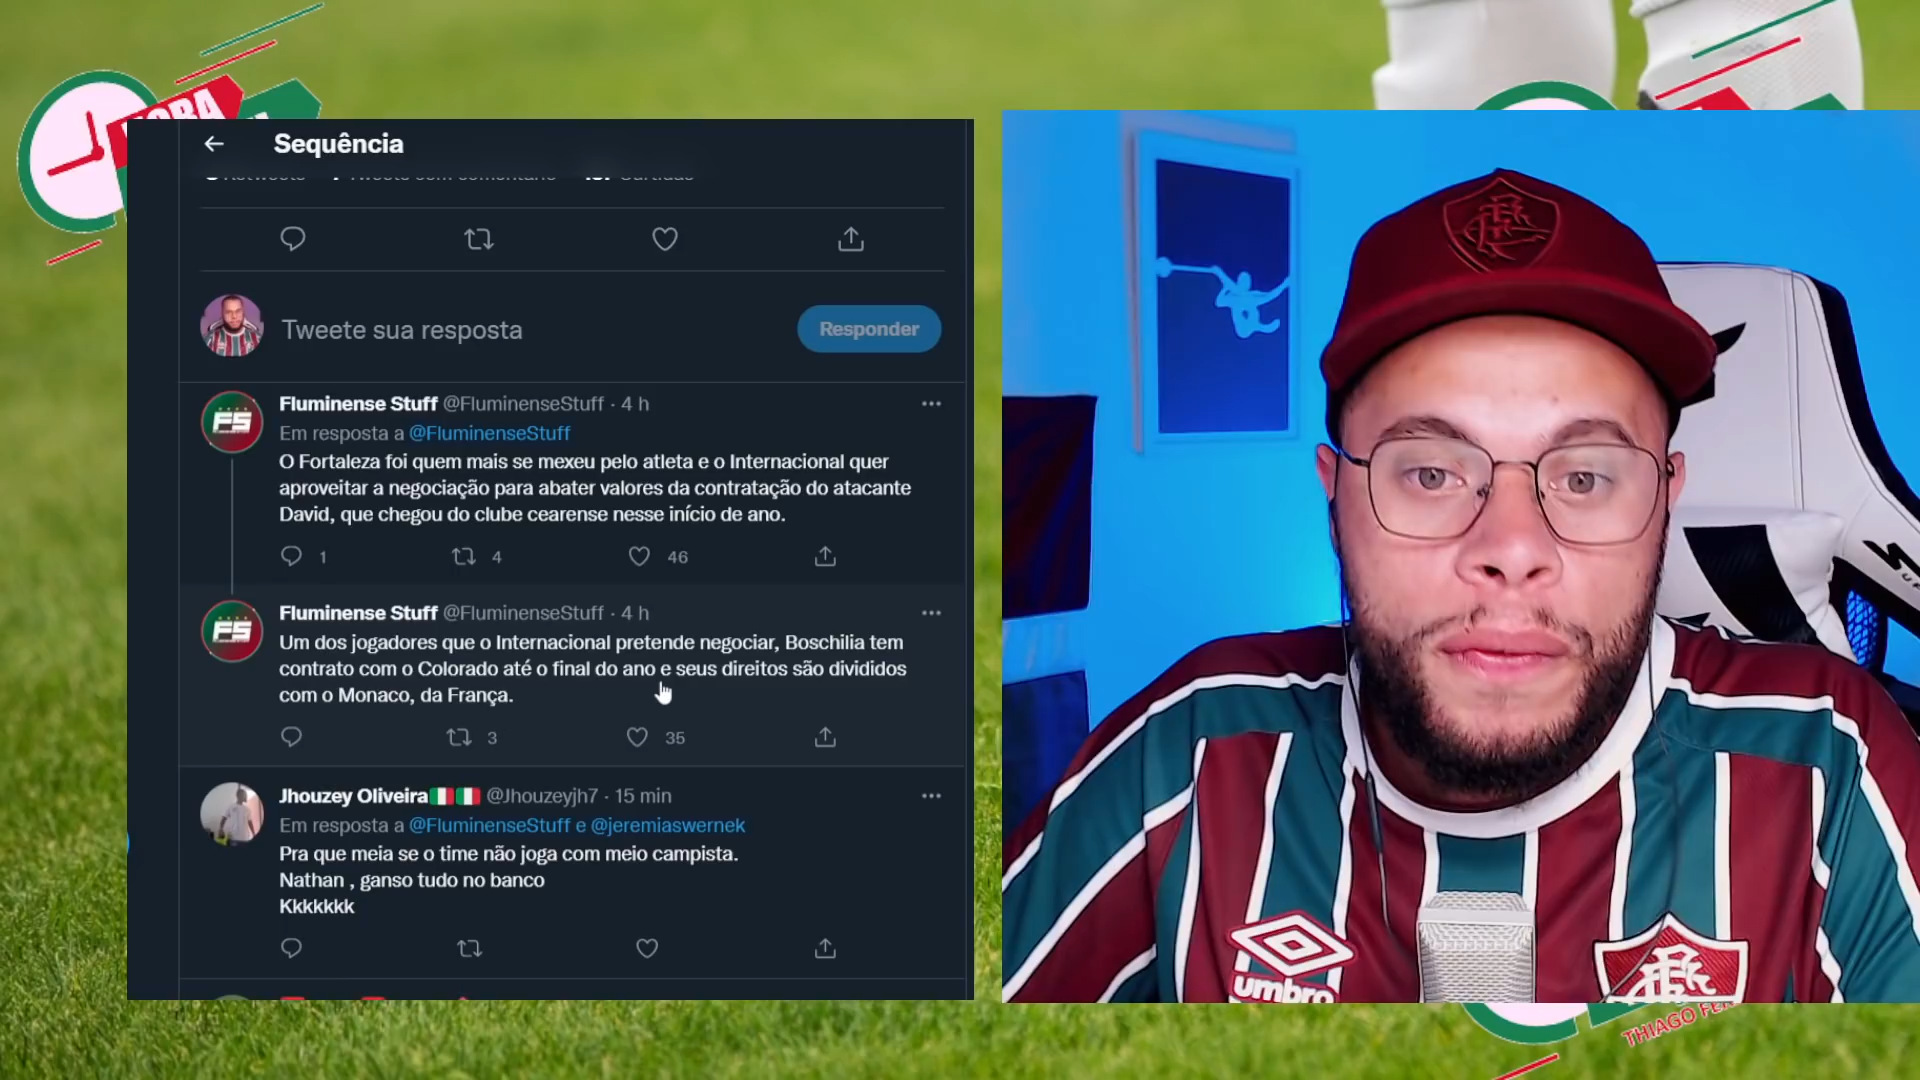 HORA
Sequência
Tweete sua resposta
Responder
Fluminense Stuff @FluminenseStuff · 4 h
Em resposta a @FluminenseStuff
O Fortaleza foi quem mais se mexeu pelo atleta e o Internacional quer
aproveitar a negociação para abater valores da contratação do atacante
David, que chegou do clube cearense nesse início de ano.
1 4 46
Fluminense Stuff @FluminenseStuff · 4 h
Um dos jogadores que o Internacional pretende negociar, Boschilia tem
contrato com o Colorado até o final do ano e seus direitos são divididos
com o Monaco, da França.
3 35
Jhouzey Oliveira @Jhouzeyjh7 · 15 min
Em resposta a @FluminenseStuff e @jeremiaswernek
Pra que meia se o time não joga com meio campista.
Nathan , ganso tudo no banco
Kkkkkkk
FS
FS
umbro
THIAGO